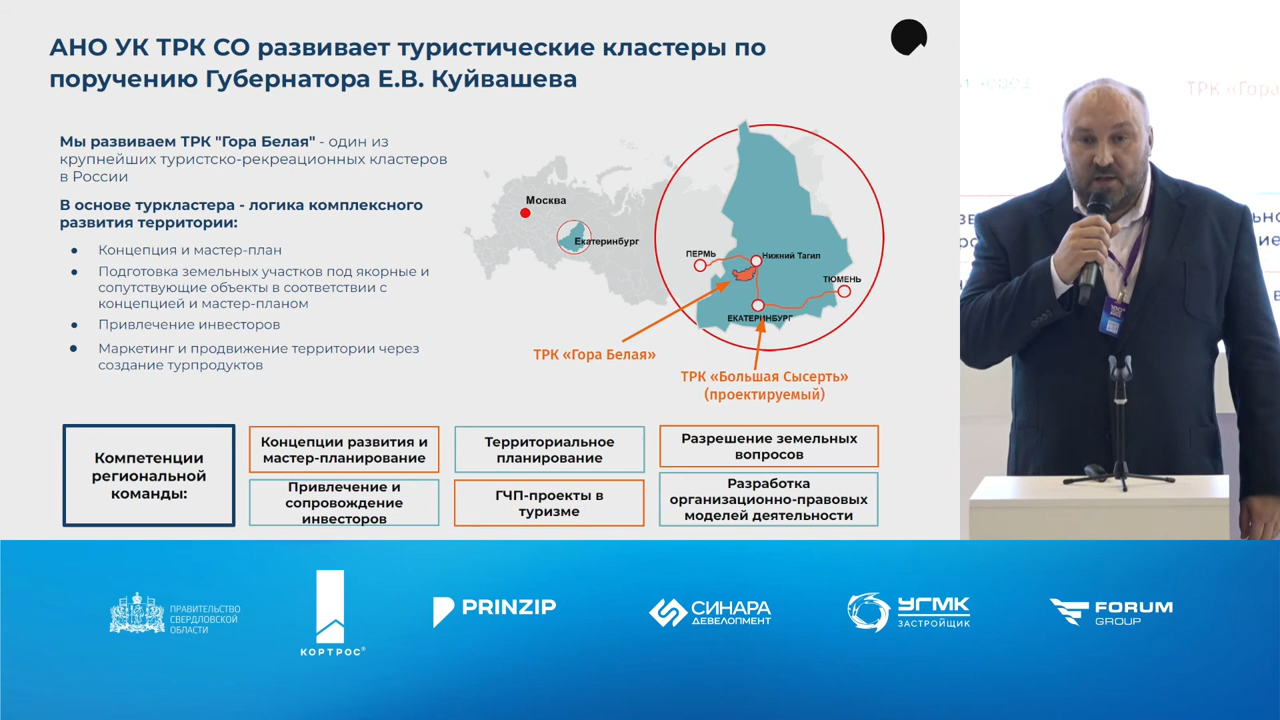 АНО УК ТРК СО развивает туристические кластеры по
поручению Губернатора Е.В. Куйвашева
Мы развиваем ТРК "Гора Белая" - один из
крупнейших туристско-рекреационных кластеров
в России
В основе туркластера - логика комплексного
развития территории:
● Концепция и мастер-план
● Подготовка земельных участков под якорные и
сопутствующие объекты в соответствии с
концепцией и мастер-планом
● Привлечение инвесторов
● Маркетинг и продвижение территории через
создание турпродуктов
Москва
Екатеринбург
ПЕРМЬ
Нижний Тагил
ТЮМЕНЬ
ЕКАТЕРИНБУРГ
ТРК «Гора Белая»
ТРК «Большая Сысерть»
(проектируемый)
Компетенции
региональной
команды:
Концепции развития и
мастер-планирование
Территориальное
планирование
Разрешение земельных
вопросов
Привлечение и
сопровождение
инвесторов
ГЧП-проекты в
туризме
Разработка
организационно-правовых
моделей деятельности
ТРК «Гора
ПРАВИТЕЛЬСТВО
СВЕРДЛОВСКОЙ
ОБЛАСТИ
КОРТРОС®
PRINZIP
СИНАРА
ДЕВЕЛОПМЕНТ
УГМК
ЗАСТРОЙЩИК
FORUM
GROUP